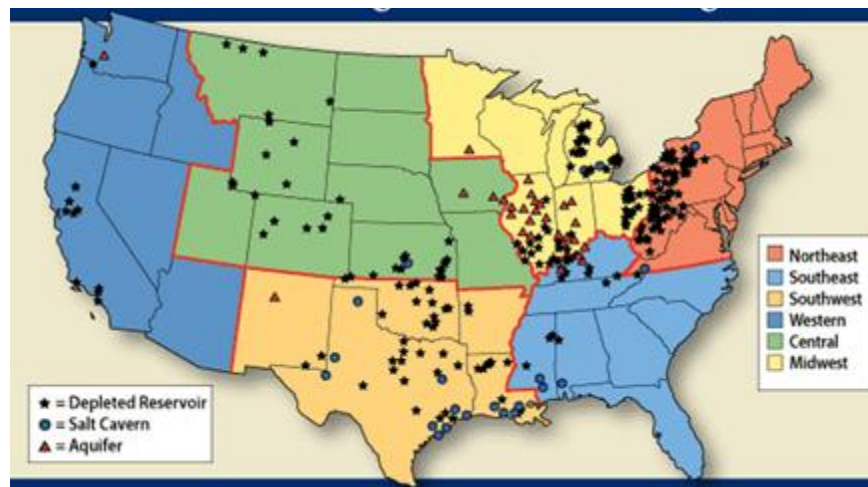 Northeast
Southeast
Southwest
Western
Central
Midwest
= Depleted Reservoir
= Salt Cavern
= Aquifer